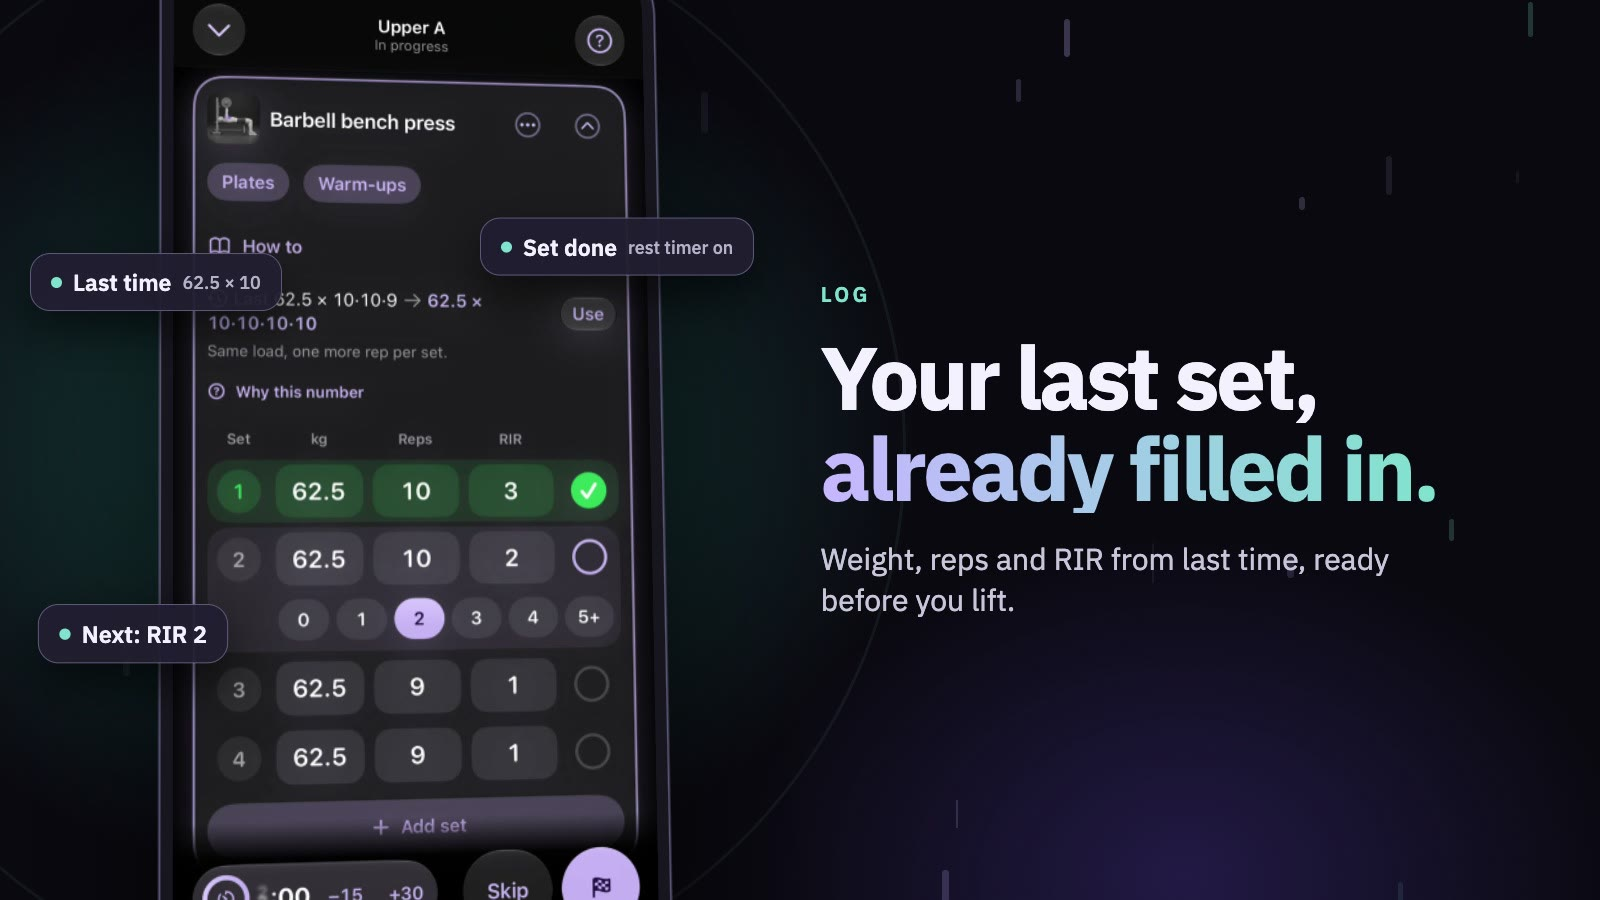 Upper A
In progress
Barbell bench press
Plates
Warm-ups
How to
Set done rest timer on
Last time 62.5 × 10
62.5 × 10·10·9 → 62.5 ×
10·10·10·10
Use
Same load, one more rep per set.
Why this number
Set kg Reps RIR
1 62.5 10 3
2 62.5 10 2
0 1 2 3 4 5+
Next: RIR 2
3 62.5 9 1
4 62.5 9 1
+ Add set
:00 −15 +30 Skip
LOG
Your last set,
already filled in.
Weight, reps and RIR from last time, ready
before you lift.